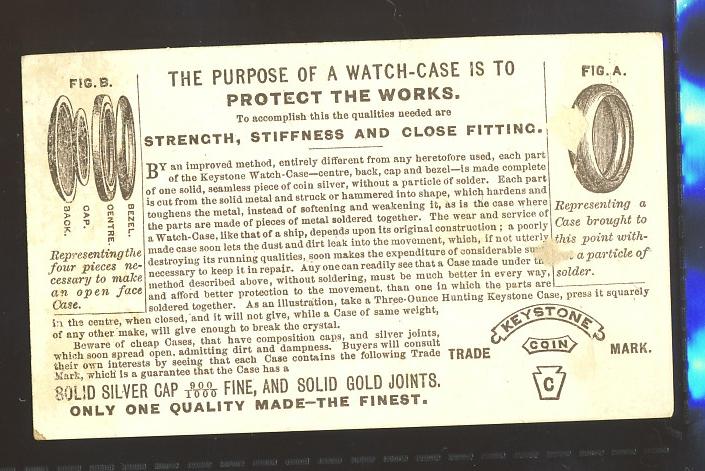 FIG. B.
BACK.
CAP.
CENTRE.
BEZEL.
Representing the
four pieces ne-
cessary to make
an open face
Case.
THE PURPOSE OF A WATCH-CASE IS TO
PROTECT THE WORKS.
To accomplish this the qualities needed are
STRENGTH, STIFFNESS AND CLOSE FITTING.
FIG. A.
Representing a
Case brought to
this point with-
a particle of
solder.
BY an improved method, entirely different from any heretofore used, each part
of the Keystone Watch-Case—centre, back, cap and bezel—is made complete
of one solid, seamless piece of coin silver, without a particle of solder. Each part
is cut from the solid metal and struck or hammered into shape, which hardens and
toughens the metal, instead of softening and weakening it, as is the case where
the parts are made of pieces of metal soldered together. The wear and service of
a Watch-Case, like that of a ship, depends upon its original construction; a poorly
made case soon lets the dust and dirt leak into the movement, which, if not utterly
destroying its running qualities, soon makes the expenditure of considerable
necessary to keep it in repair. Any one can readily see that a Case made under
method described above, without soldering, must be much better in every way,
and afford better protection to the movement, than one in which the parts are
soldered together. As an illustration, take a Three-Ounce Hunting Keystone Case, press it squarely
in the centre, when closed, and it will not give, while a Case of same weight,
of any other make, will give enough to break the crystal.
Beware of cheap Cases, that have composition caps, and silver joints,
which soon spread open, admitting dirt and dampness. Buyers will consult
their own interests by seeing that each Case contains the following Trade
Mark, which is a guarantee that the Case has a
SOLID SILVER CAP 900/1000 FINE, AND SOLID GOLD JOINTS.
ONLY ONE QUALITY MADE—THE FINEST.
KEYSTONE
TRADE COIN MARK.
C